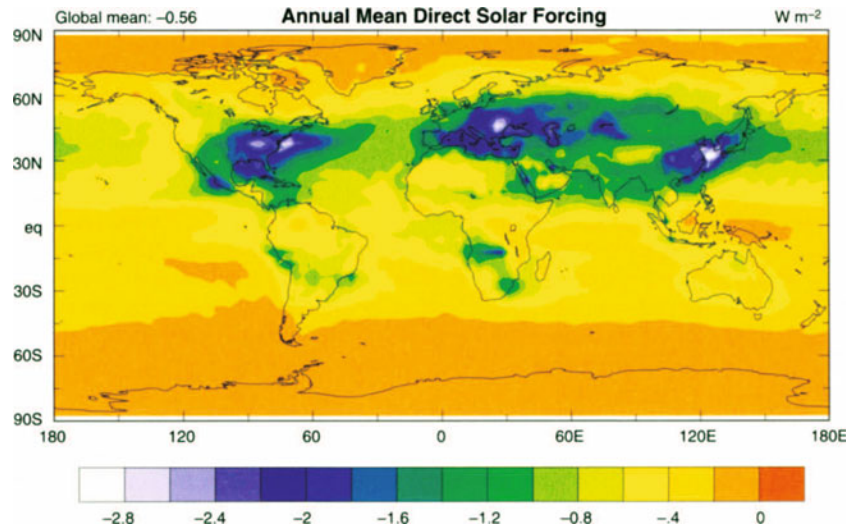 Global mean: −0.56 Annual Mean Direct Solar Forcing W m−2
90N
60N
30N
eq
30S
60S
90S
180 120 60 0 60E 120E 180E
−2.8 −2.4 −2 −1.6 −1.2 −0.8 −.4 0